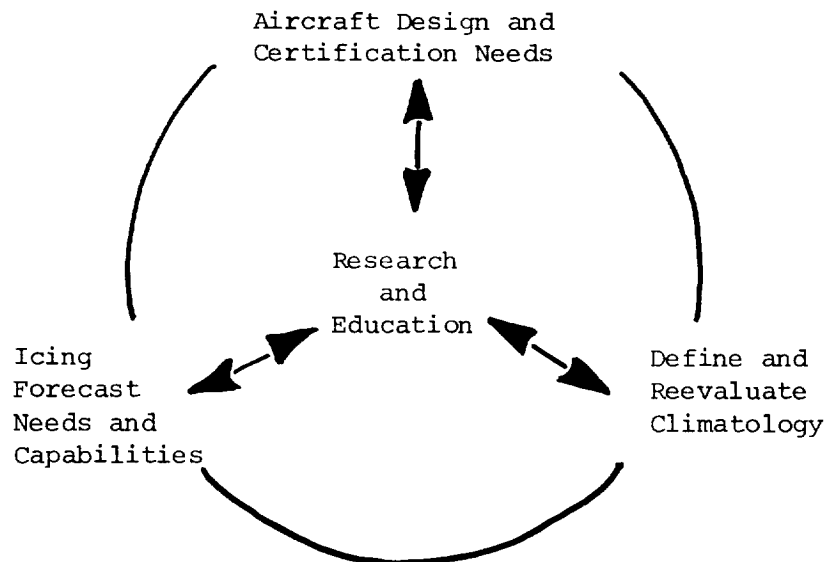 Aircraft Design and
Certification Needs
Research
and
Education
Icing
Forecast
Needs and
Capabilities
Define and
Reevaluate
Climatology